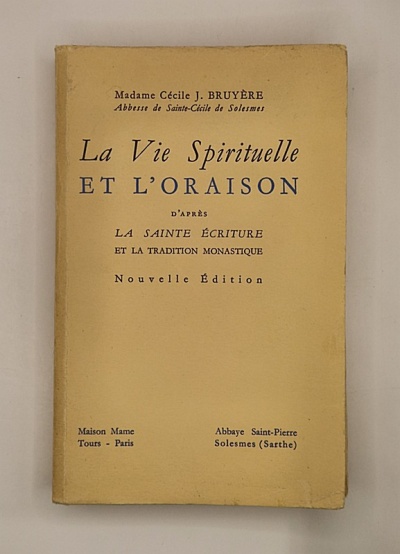 Madame Cécile J. BRUYÈRE
Abbesse de Sainte-Cécile de Solesmes
La Vie Spirituelle
ET L'ORAISON
D'APRÈS
LA SAINTE ÉCRITURE
ET LA TRADITION MONASTIQUE
Nouvelle Édition
Maison Mame
Tours - Paris
Abbaye Saint-Pierre
Solesmes (Sarthe)